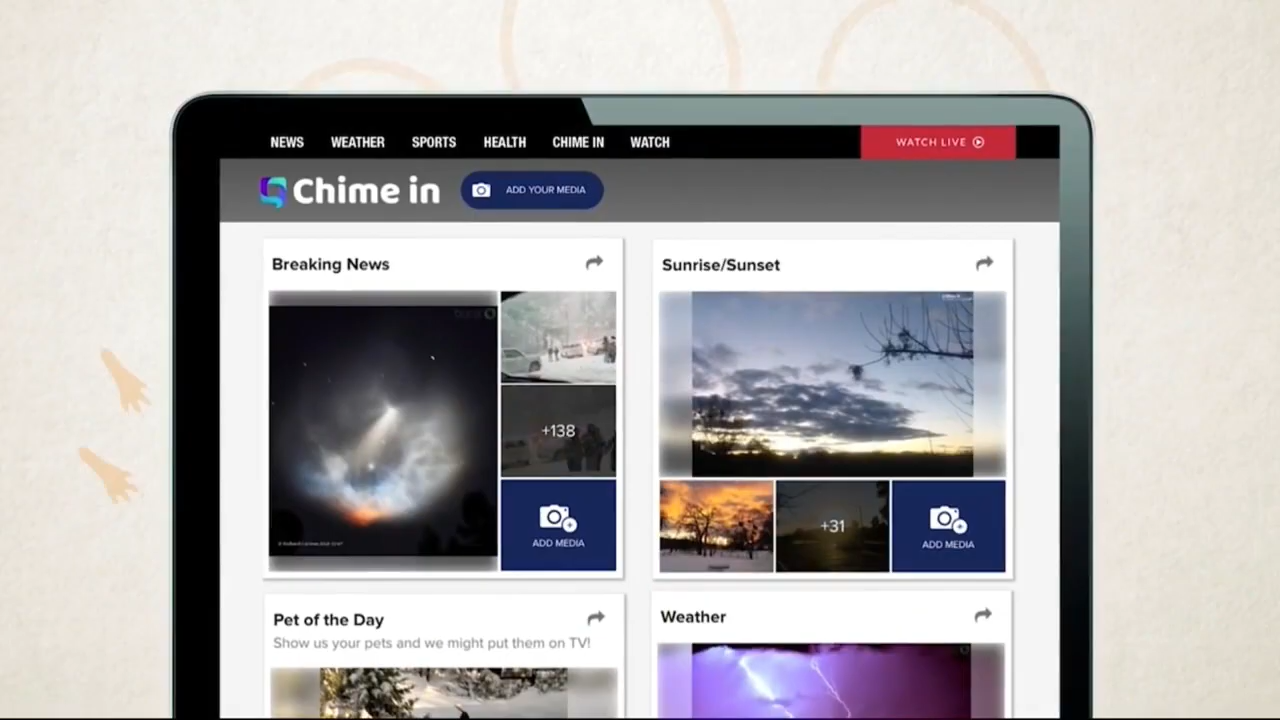 NEWS WEATHER SPORTS HEALTH CHIME IN WATCH WATCH LIVE
Chime in ADD YOUR MEDIA
Breaking News
+138
ADD MEDIA
Sunrise/Sunset
+31
ADD MEDIA
Pet of the Day
Show us your pets and we might put them on TV!
Weather